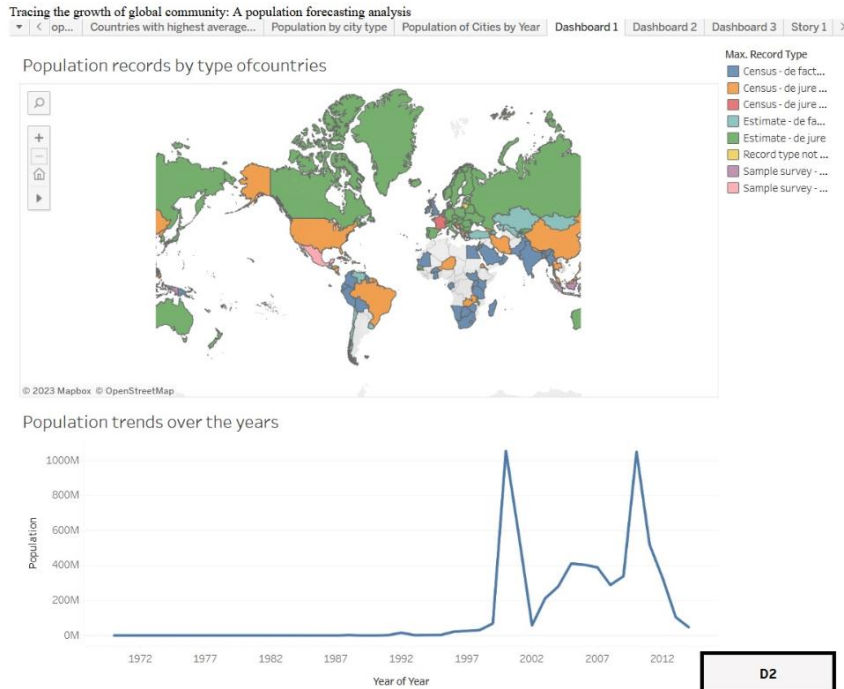 Tracing the growth of global community: A population forecasting analysis
op... Countries with highest average... Population by city type Population of Cities by Year Dashboard 1 Dashboard 2 Dashboard 3 Story 1
Population records by type ofcountries
Max. Record Type
Census - de fact...
Census - de jure ...
Census - de jure ...
Estimate - de fa...
Estimate - de jure
Record type not ...
Sample survey - ...
Sample survey - ...
© 2023 Mapbox © OpenStreetMap
Population trends over the years
Population
1000M
800M
600M
400M
200M
0M
1972 1977 1982 1987 1992 1997 2002 2007 2012
Year of Year
D2